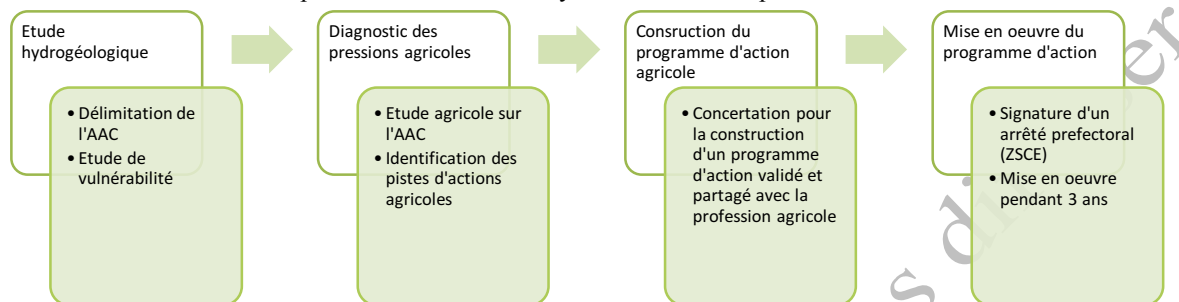 Etude
hydrogéologique
• Délimitation de
l'AAC
• Etude de
vulnérabilité
Diagnostic des
pressions agricoles
• Etude agricole sur
l'AAC
• Identification des
pistes d'actions
agricoles
Consruction du
programme d'action
agricole
• Concertation pour
la construction
d'un programme
d'action validé et
partagé avec la
profession agricole
Mise en oeuvre du
programme d'action
• Signature d'un
arrêté prefectoral
(ZSCE)
• Mise en oeuvre
pendant 3 ans